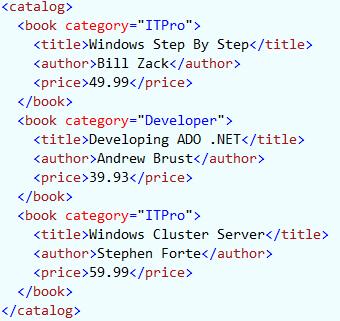 <catalog>
<book category="ITPro">
<title>Windows Step By Step</title>
<author>Bill Zack</author>
<price>49.99</price>
</book>
<book category="Developer">
<title>Developing ADO .NET</title>
<author>Andrew Brust</author>
<price>39.93</price>
</book>
<book category="ITPro">
<title>Windows Cluster Server</title>
<author>Stephen Forte</author>
<price>59.99</price>
</book>
</catalog>